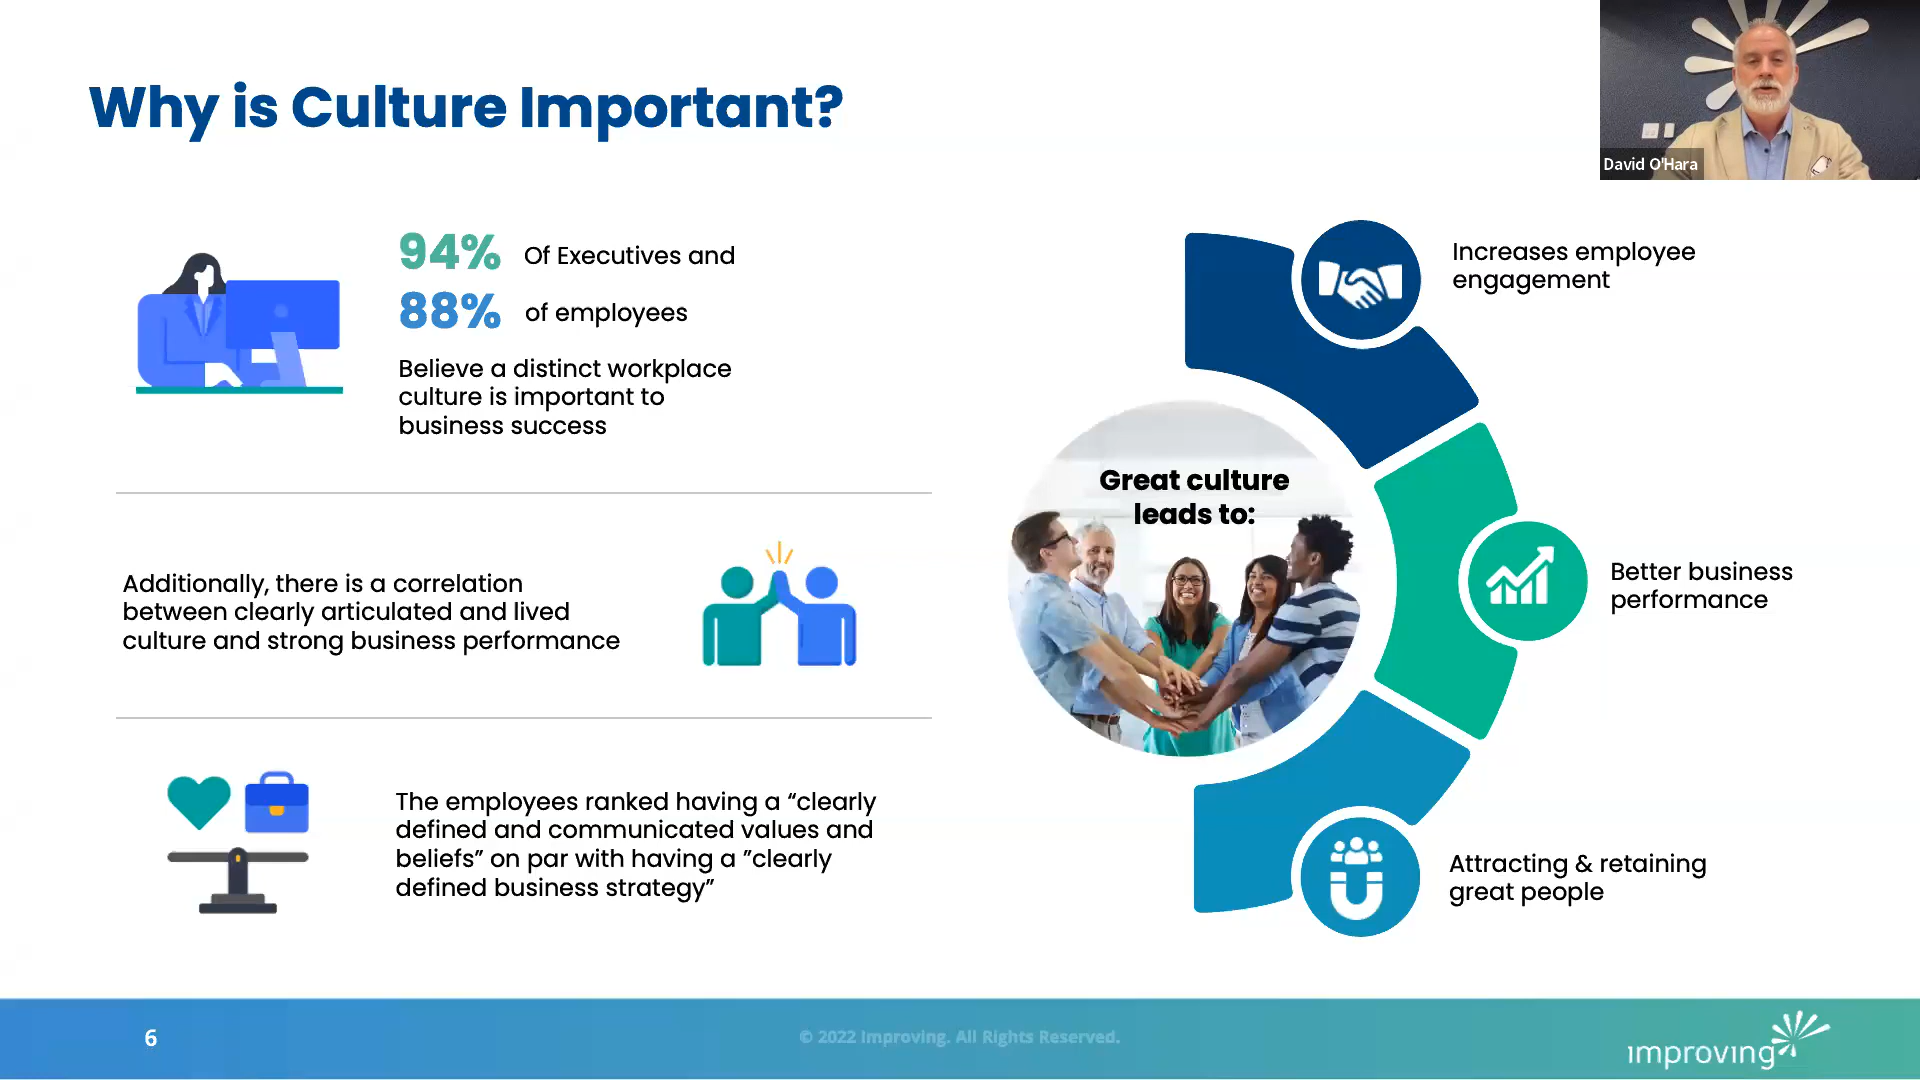 Why is Culture Important?
David O'Hara
94% Of Executives and
88% of employees
Believe a distinct workplace
culture is important to
business success
Additionally, there is a correlation
between clearly articulated and lived
culture and strong business performance
The employees ranked having a “clearly
defined and communicated values and
beliefs” on par with having a ”clearly
defined business strategy”
Great culture
leads to:
Increases employee
engagement
Better business
performance
Attracting & retaining
great people
6
© 2022 Improving. All Rights Reserved.
improving